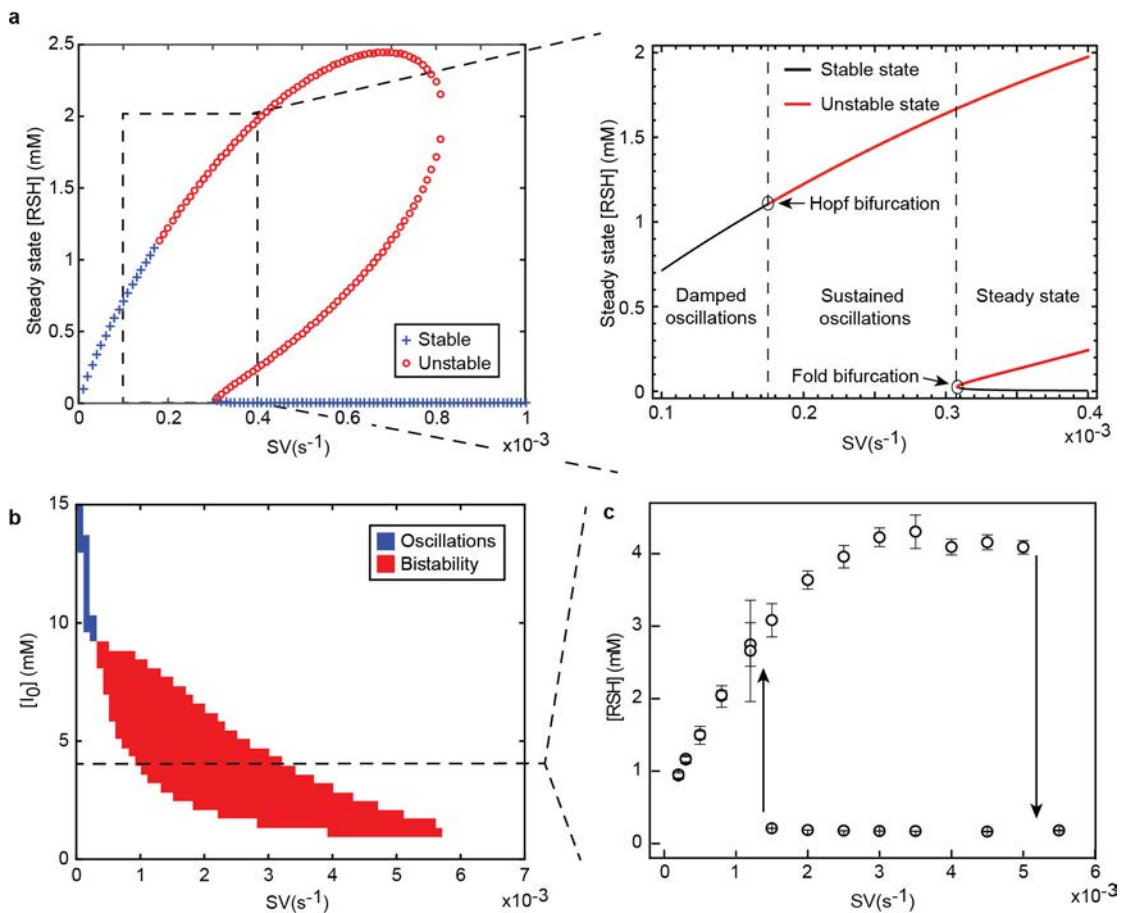 a
2.5
2
1.5
1
0.5
0
Steady state [RSH] (mM)
Stable
Unstable
0
0.2
0.4
0.6
0.8
1
x10⁻³
SV(s⁻¹)
2
1.5
1
0.5
0
Steady state [RSH] (mM)
Stable state
Unstable state
Hopf bifurcation
Damped
oscillations
Sustained
oscillations
Steady state
Fold bifurcation
0.1
0.2
0.3
0.4
SV(s⁻¹)
x10⁻³
b
15
10
5
0
[I₀] (mM)
Oscillations
Bistability
0
1
2
3
4
5
6
7
SV(s⁻¹)
x10⁻³
c
4
3
2
1
0
[RSH] (mM)
0
1
2
3
4
5
6
SV(s⁻¹)
x10⁻³